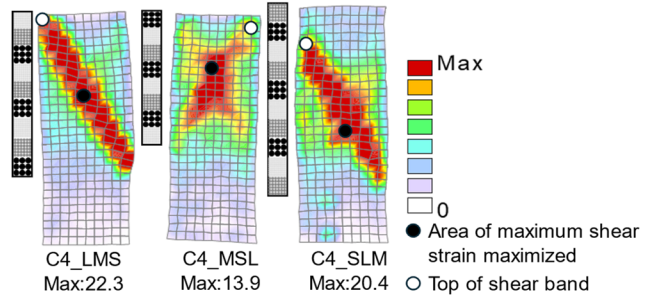 Max
0
Area of maximum shear
strain maximized
Top of shear band
C4_LMS
Max:22.3
C4_MSL
Max:13.9
C4_SLM
Max:20.4